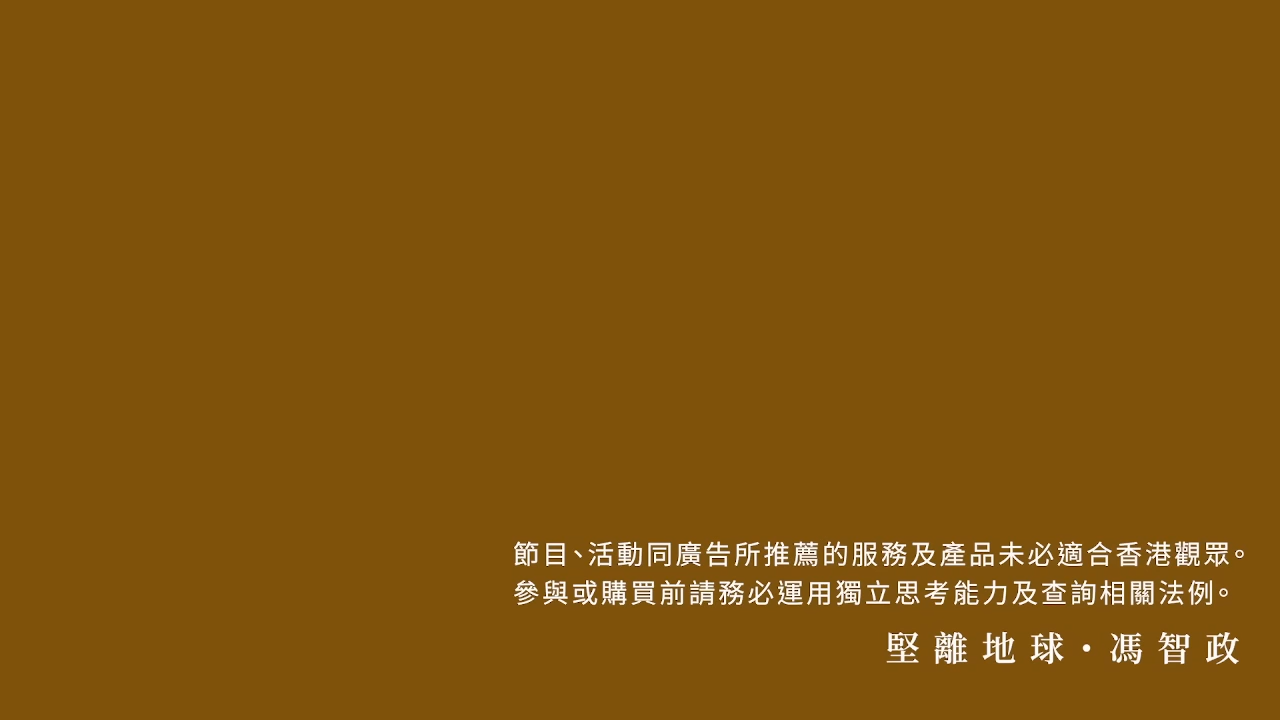 節目、活動同廣告所推薦的服務及產品未必適合香港觀眾。
參與或購買前請務必運用獨立思考能力及查詢相關法例。
堅離地球・馮智政